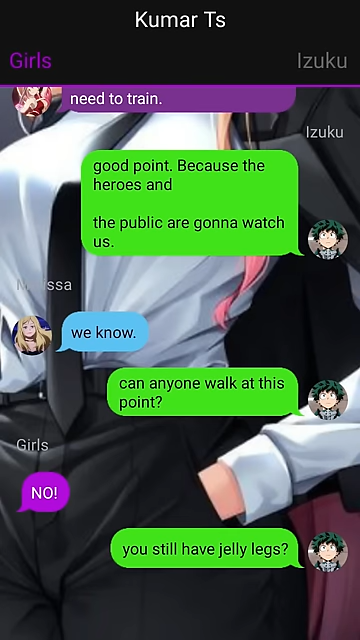 Kumar Ts
Girls
Izuku
need to train.
Izuku
good point. Because the
heroes and
the public are gonna watch
us.
Melissa
we know.
can anyone walk at this
point?
Girls
NO!
you still have jelly legs?